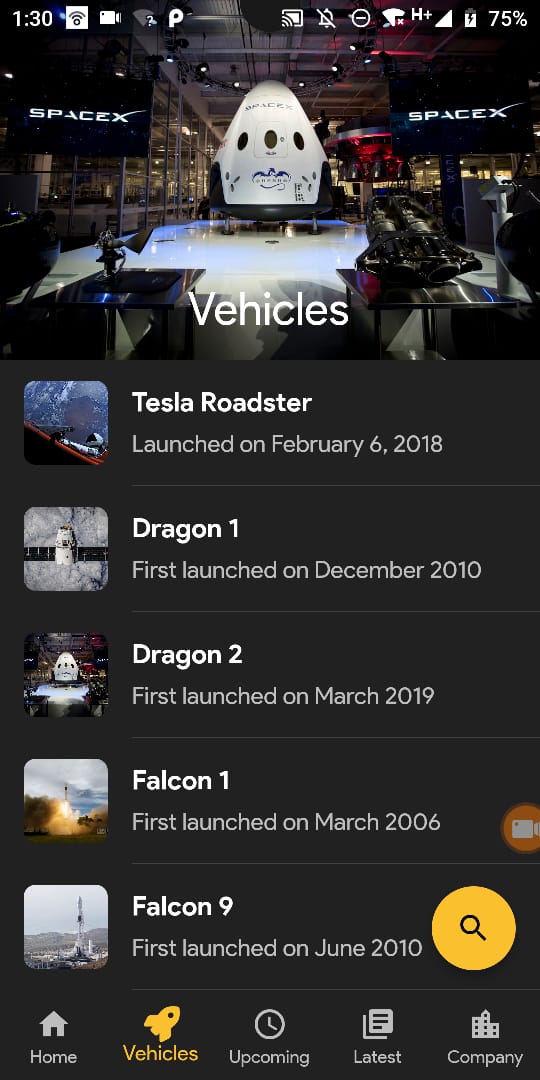 1:30
H+
75%
SPACEX
SPACEX
SPACEX
Vehicles
Tesla Roadster
Launched on February 6, 2018
Dragon 1
First launched on December 2010
Dragon 2
First launched on March 2019
Falcon 1
First launched on March 2006
Falcon 9
First launched on June 2010
Home
Vehicles
Upcoming
Latest
Company